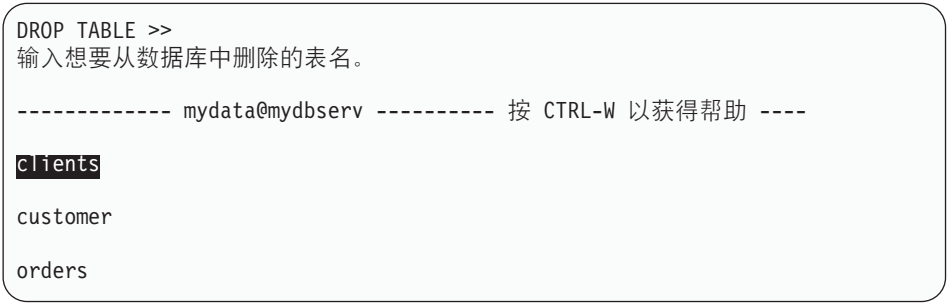 DROP TABLE >>
输入想要从数据库中删除的表名。
------------- mydata@mydbserv ---------- 按 CTRL-W 以获得帮助 ----
clients
customer
orders